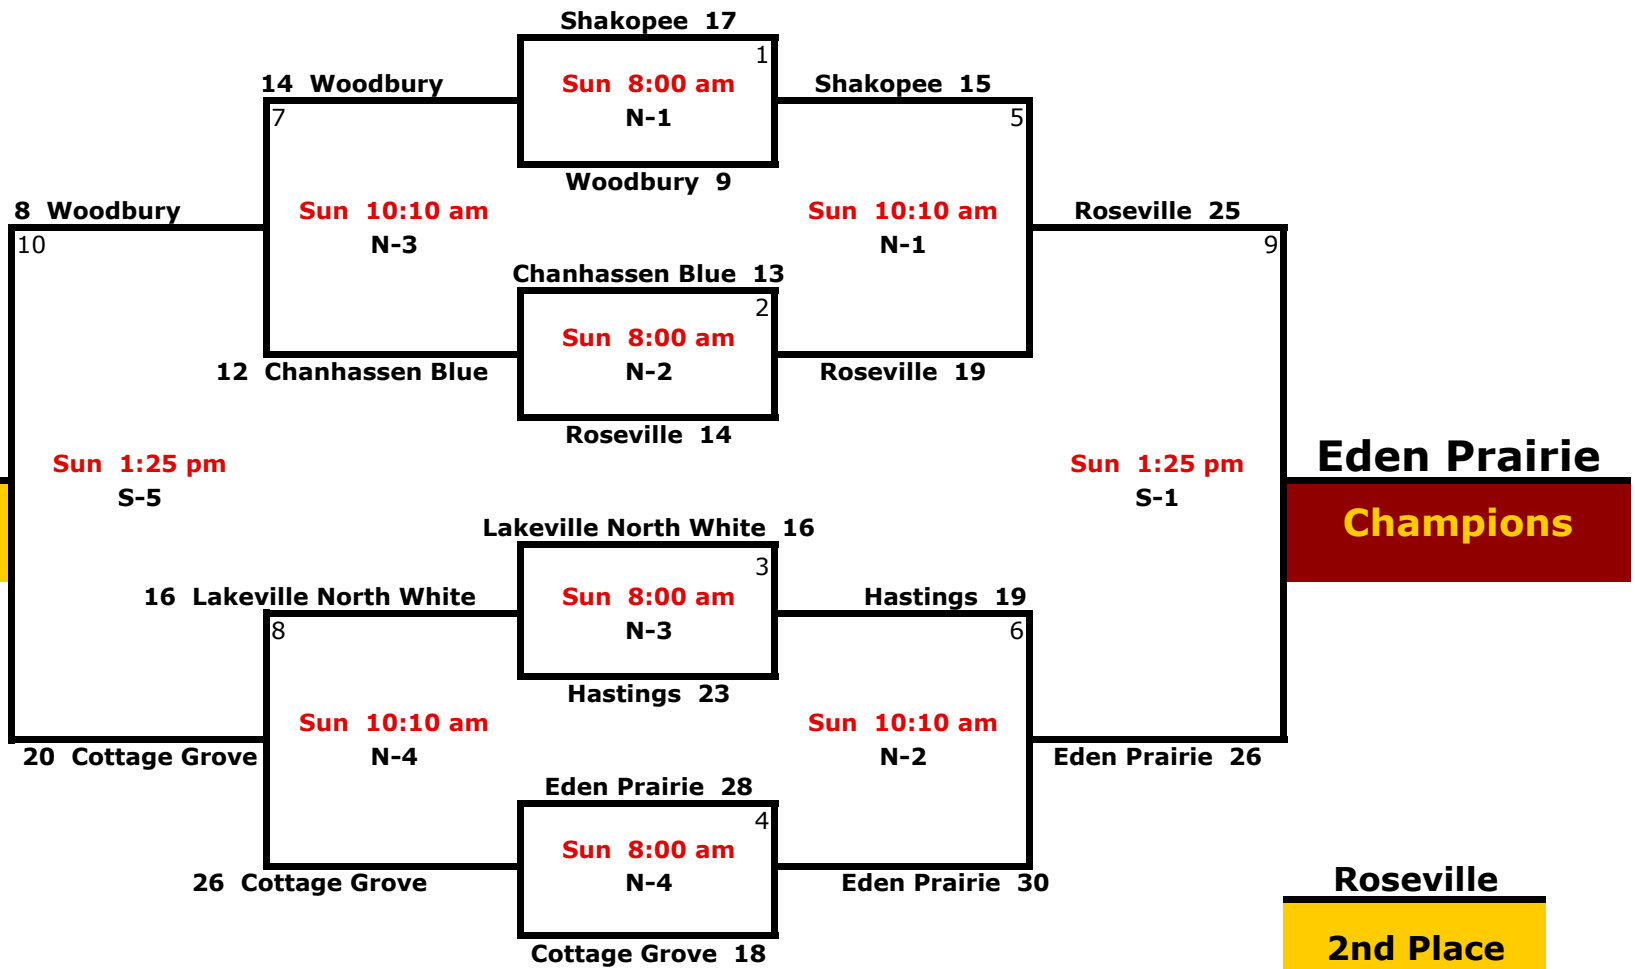 Shakopee 17
1
14 Woodbury
Sun 8:00 am
Shakopee 15
7
N-1
5
Woodbury 9
8 Woodbury
Sun 10:10 am
Sun 10:10 am
Roseville 25
10
N-3
N-1
9
Chanhassen Blue 13
2
Sun 8:00 am
12 Chanhassen Blue
N-2
Roseville 19
Roseville 14
Sun 1:25 pm
Sun 1:25 pm
Eden Prairie
S-5
S-1
Champions
Lakeville North White 16
3
16 Lakeville North White
Sun 8:00 am
Hastings 19
8
N-3
6
Hastings 23
Sun 10:10 am
Sun 10:10 am
20 Cottage Grove
N-4
N-2
Eden Prairie 26
Eden Prairie 28
4
Sun 8:00 am
26 Cottage Grove
N-4
Eden Prairie 30
Roseville
Cottage Grove 18
2nd Place